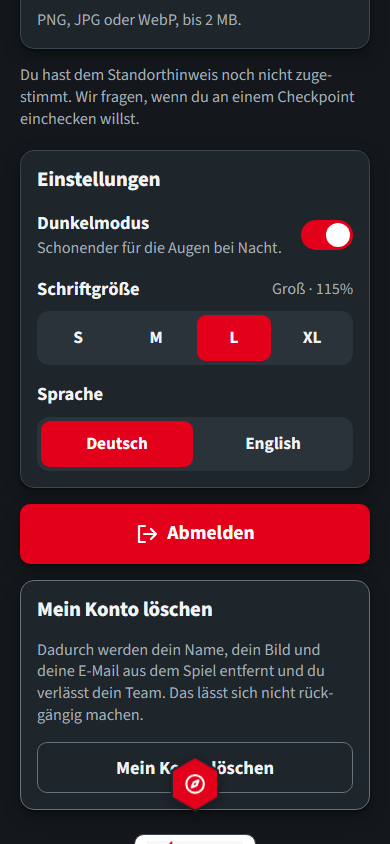 PNG, JPG oder WebP, bis 2 MB.
Du hast dem Standorthinweis noch nicht zuge-
stimmt. Wir fragen, wenn du an einem Checkpoint
einchecken willst.
Einstellungen
Dunkelmodus
Schonender für die Augen bei Nacht.
Schriftgröße Groß · 115%
S M L XL
Sprache
Deutsch English
Abmelden
Mein Konto löschen
Dadurch werden dein Name, dein Bild und
deine E-Mail aus dem Spiel entfernt und du
verlässt dein Team. Das lässt sich nicht rück-
gängig machen.
Mein löschen